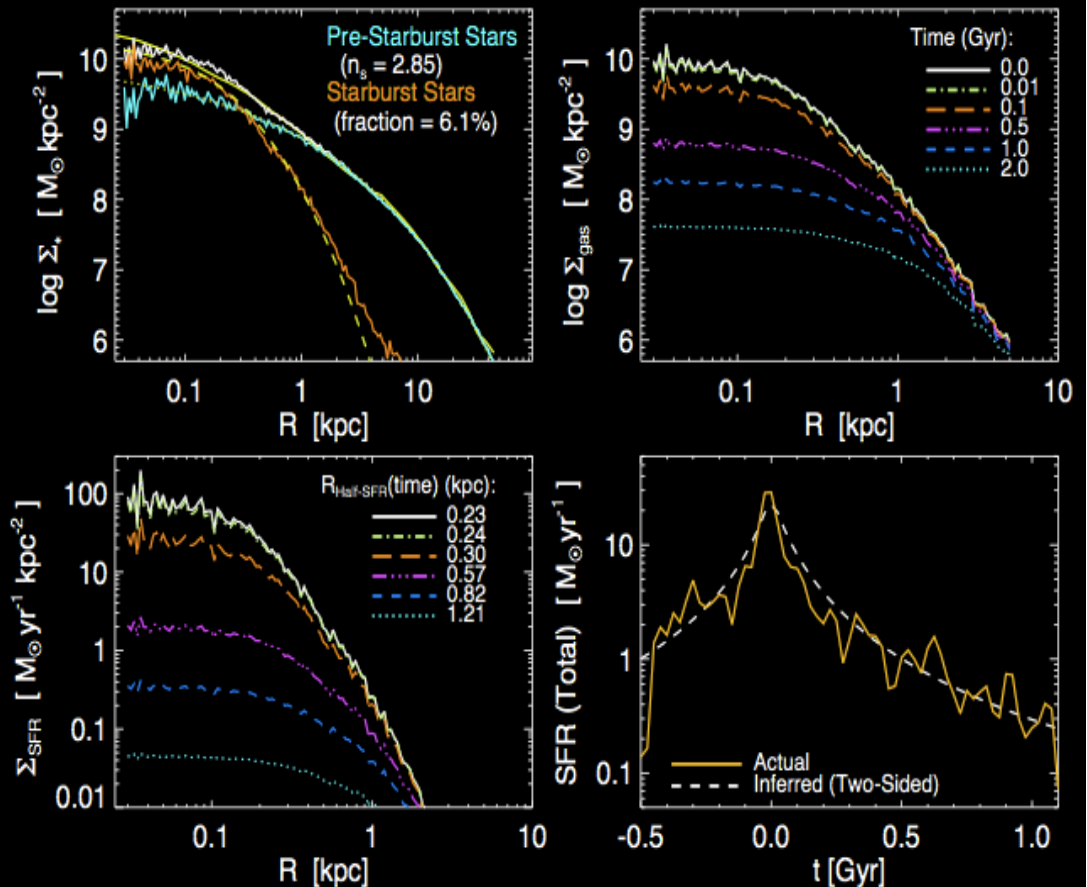 Pre-Starburst Stars
(nₛ = 2.85)
Starburst Stars
(fraction = 6.1%)
log Σ* [ M⊙ kpc⁻² ]
10
9
8
7
6
0.1 1 10
R [kpc]
Time (Gyr):
0.0
0.01
0.1
0.5
1.0
2.0
log Σgas [ M⊙ kpc⁻² ]
10
9
8
7
6
0.1 1 10
R [kpc]
R_Half-SFR(time) (kpc):
0.23
0.24
0.30
0.57
0.82
1.21
Σ_SFR [ M⊙ yr⁻¹ kpc⁻² ]
100
10
1
0.1
0.01
0.1 1 10
R [kpc]
SFR (Total) [ M⊙ yr⁻¹ ]
10
1
0.1
Actual
Inferred (Two-Sided)
-0.5 0.0 0.5 1.0
t [Gyr]